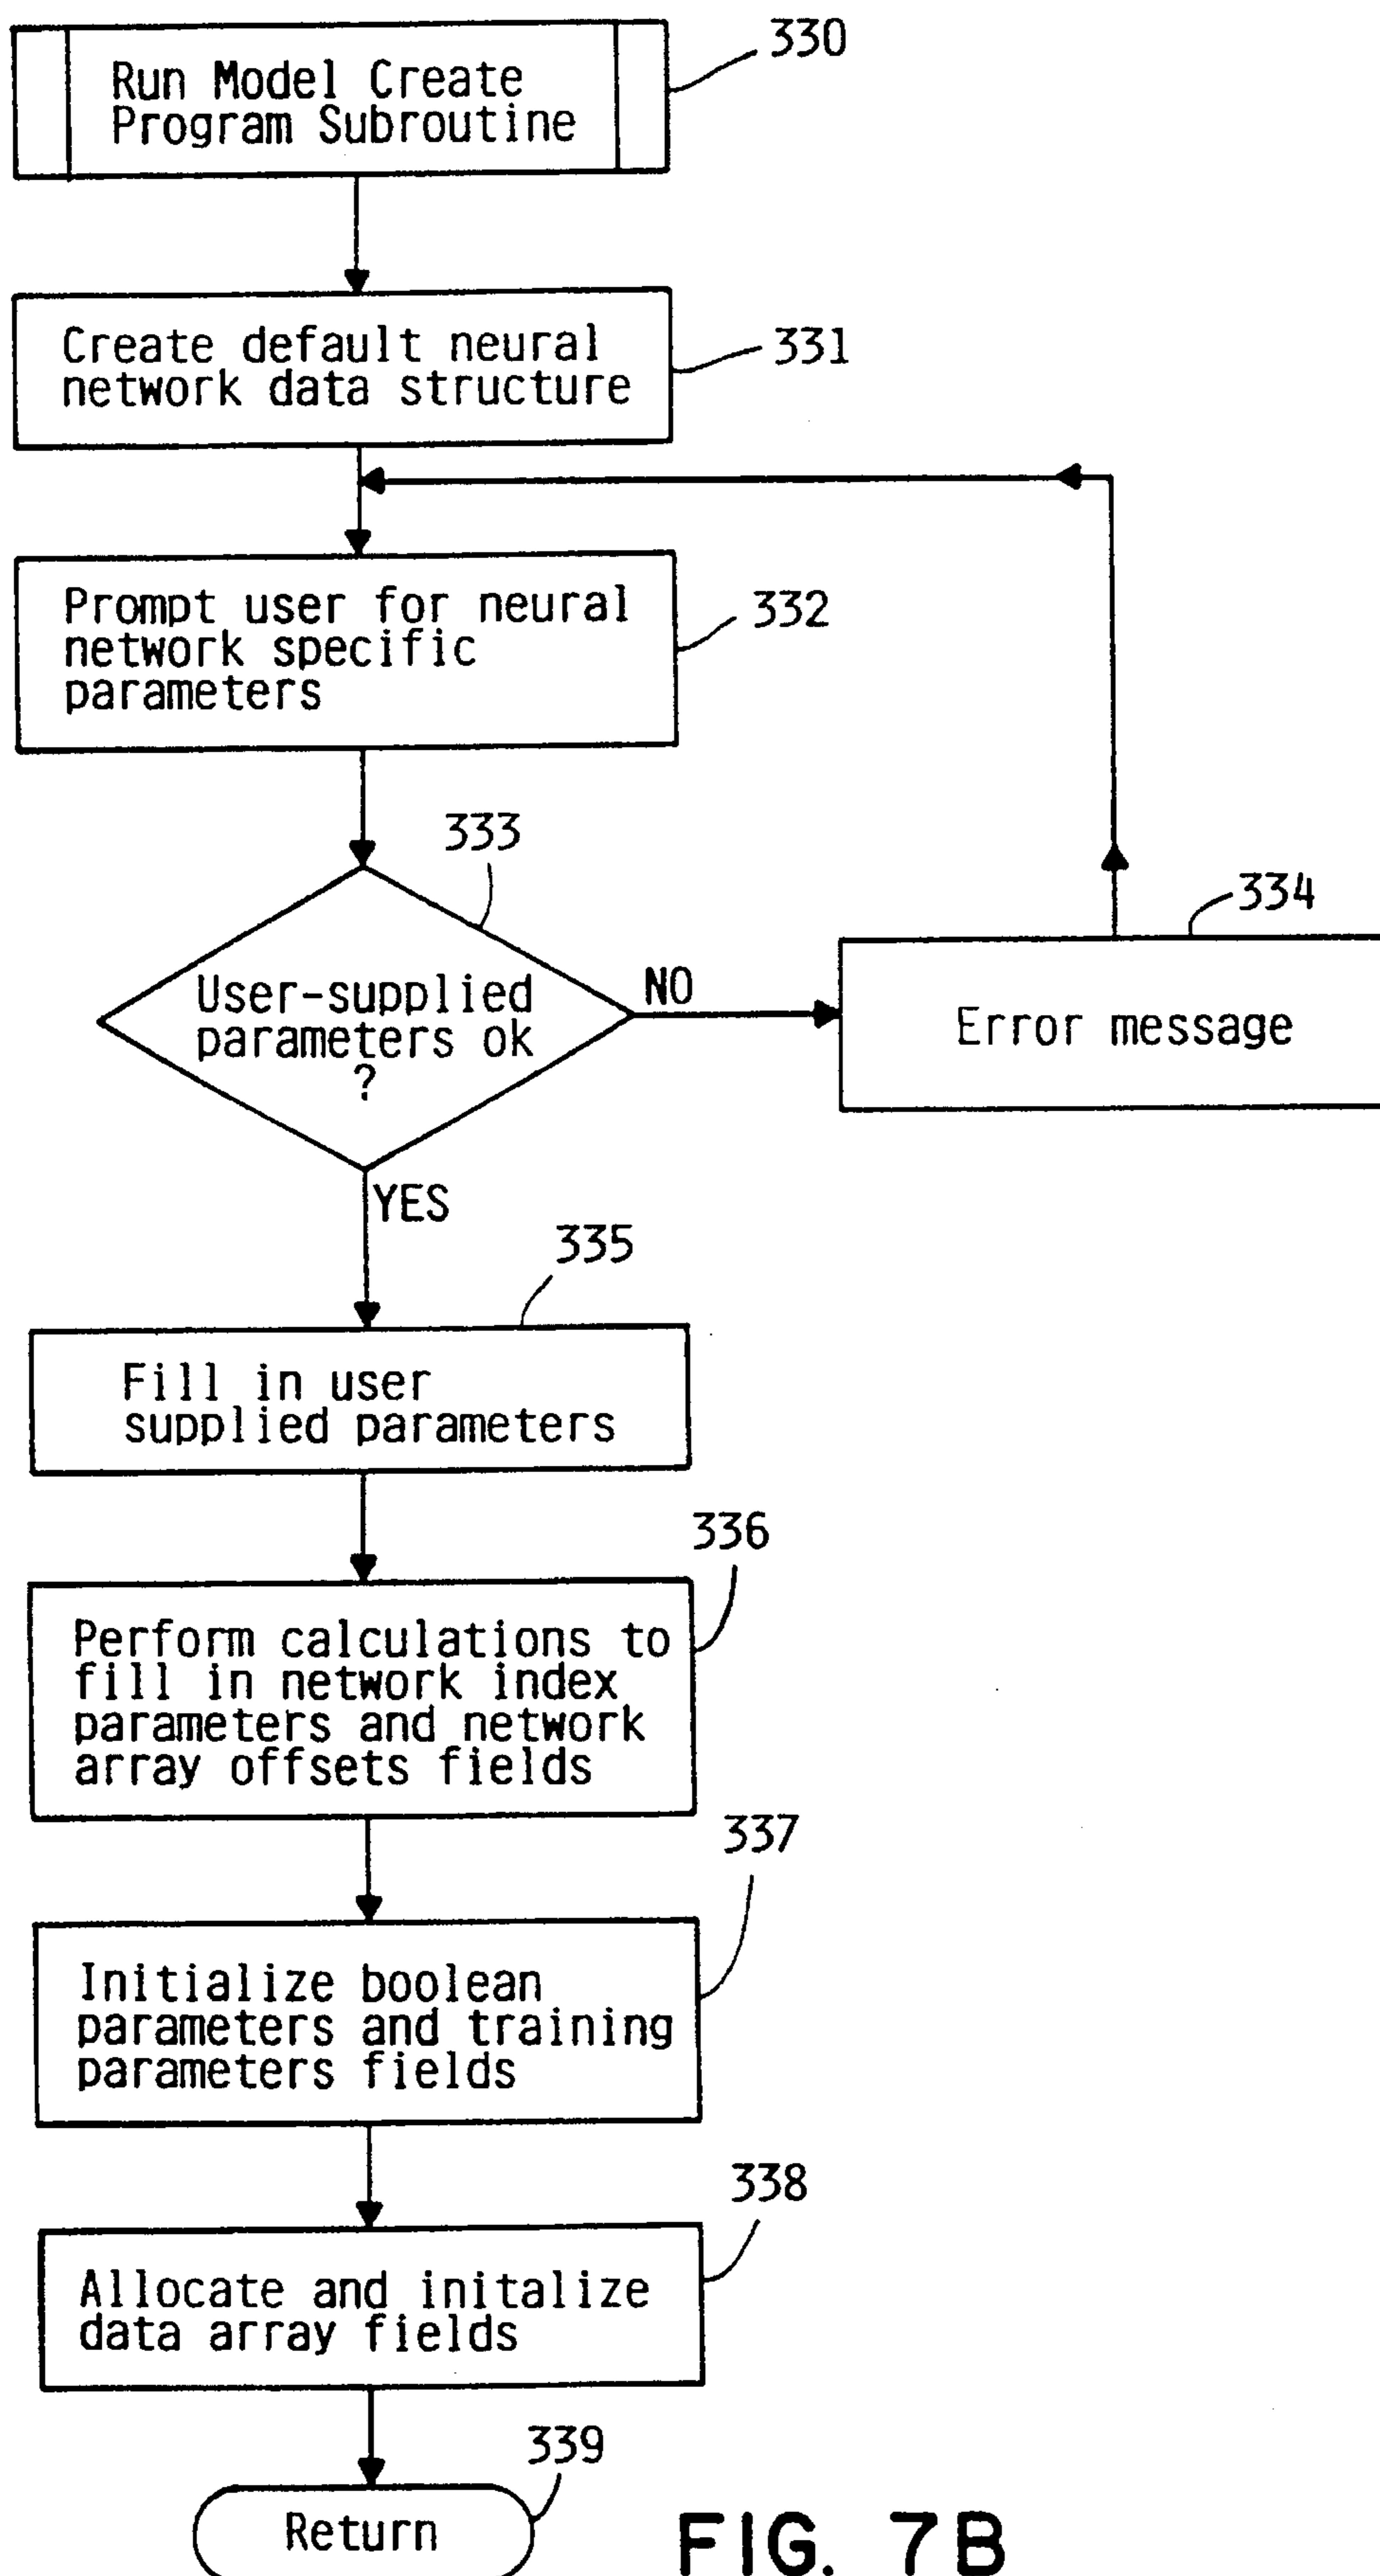 330
Run Model Create
Program Subroutine
331
Create default neural
network data structure
332
Prompt user for neural
network specific
parameters
333
User-supplied
parameters ok
?
NO
334
Error message
YES
335
Fill in user
supplied parameters
336
Perform calculations to
fill in network index
parameters and network
array offsets fields
337
Initialize boolean
parameters and training
parameters fields
338
Allocate and initalize
data array fields
339
Return
FIG. 7B